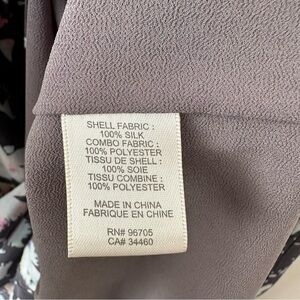 SHELL FABRIC :
100% SILK
COMBO FABRIC :
100% POLYESTER
TISSU DE SHELL :
100% SOIE
TISSU COMBINE :
100% POLYESTER
MADE IN CHINA
FABRIQUE EN CHINE
RN# 96705
CA# 34460